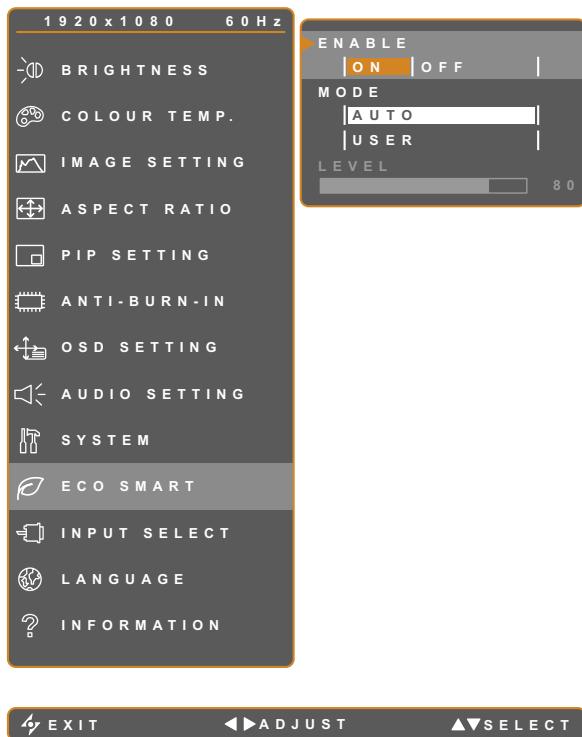 1920x1080 60Hz
BRIGHTNESS
COLOUR TEMP.
IMAGE SETTING
ASPECT RATIO
PIP SETTING
ANTI-BURN-IN
OSD SETTING
AUDIO SETTING
SYSTEM
ECO SMART
INPUT SELECT
LANGUAGE
INFORMATION
ENABLE
ON OFF
MODE
AUTO
USER
LEVEL
80
EXIT ADJUST SELECT